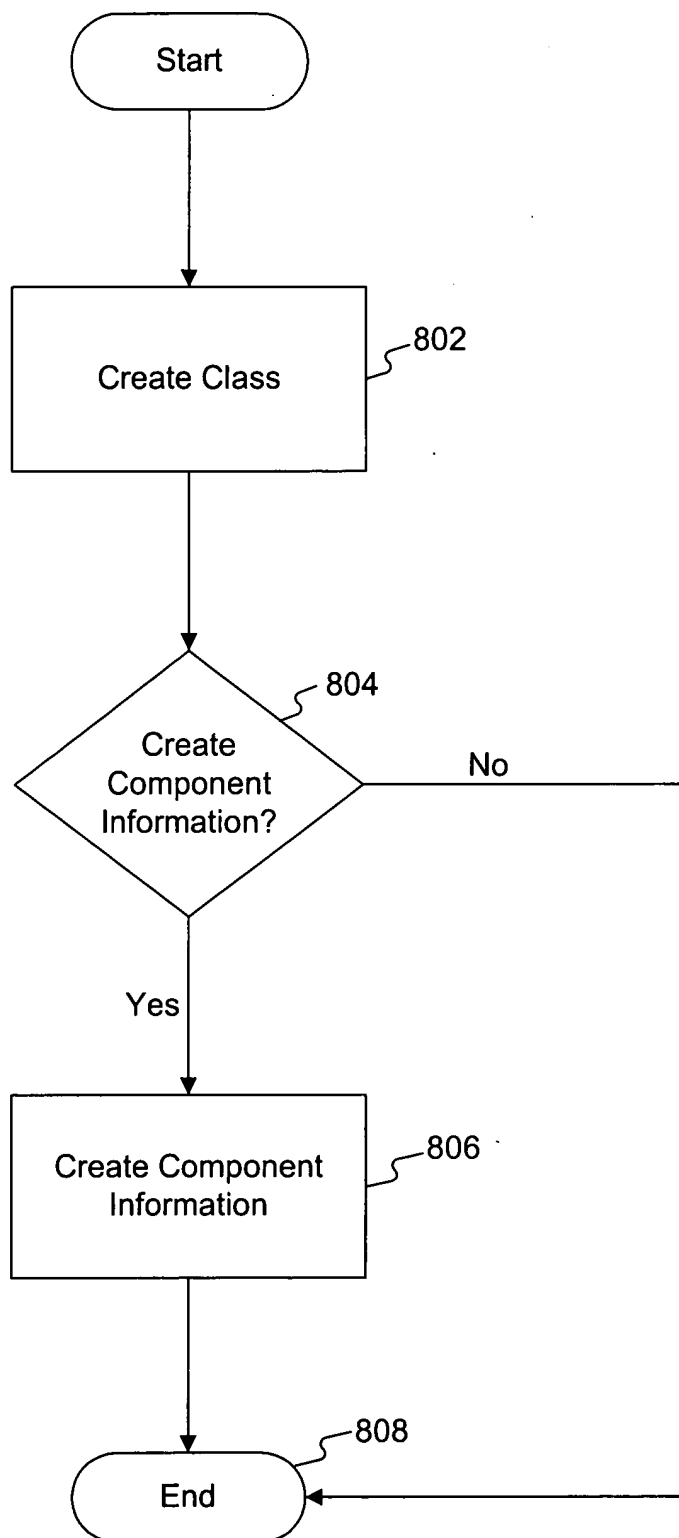 Start
Create Class
802
804
Create
Component
Information?
No
Yes
Create Component
Information
806
808
End